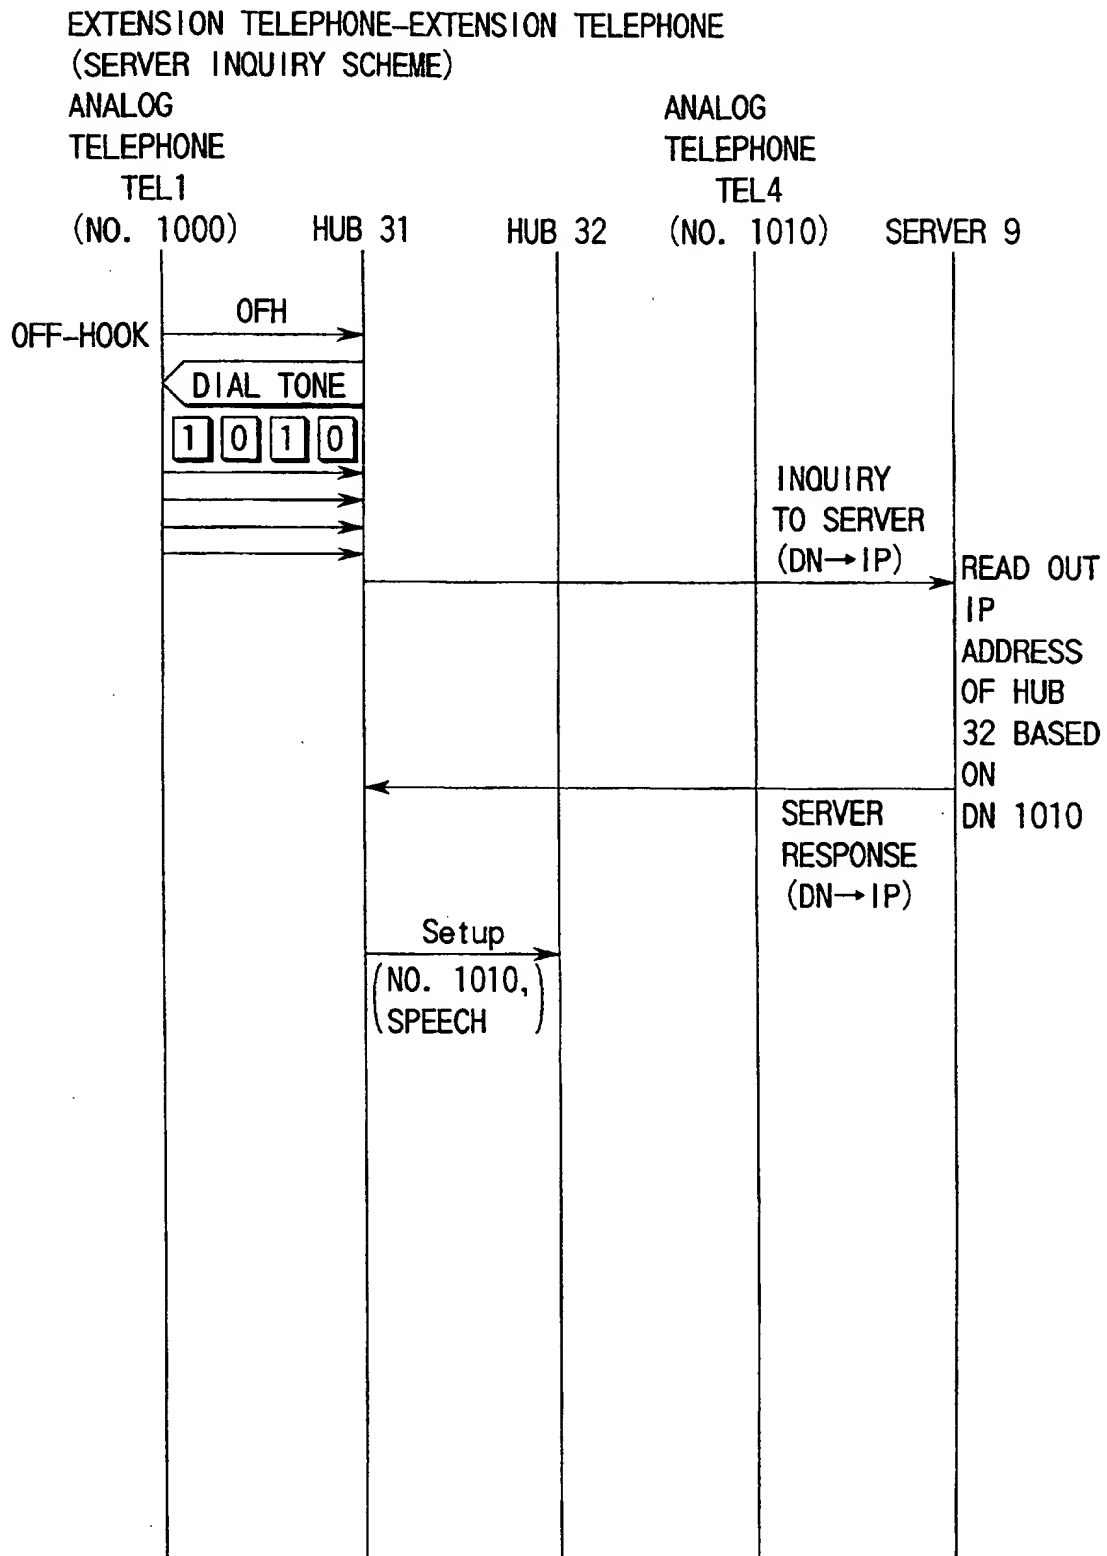 EXTENSION TELEPHONE–EXTENSION TELEPHONE
(SERVER INQUIRY SCHEME)
ANALOG
TELEPHONE
TEL1
(NO. 1000)
HUB 31
HUB 32
ANALOG
TELEPHONE
TEL4
(NO. 1010)
SERVER 9
OFF-HOOK
OFH
DIAL TONE
1 0 1 0
INQUIRY
TO SERVER
(DN→IP)
READ OUT
IP
ADDRESS
OF HUB
32 BASED
ON
DN 1010
SERVER
RESPONSE
(DN→IP)
Setup
(NO. 1010,
SPEECH)